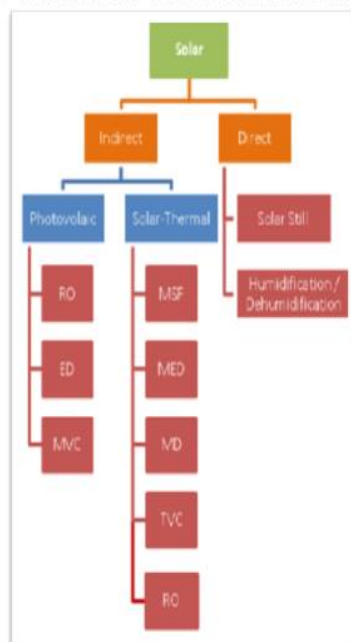 Solar
Indirect
Direct
Photovolaic
Solar-Thermal
Solar Still
Humidification /
Dehumidification
RO
ED
MVC
MSF
MED
MD
TVC
RO